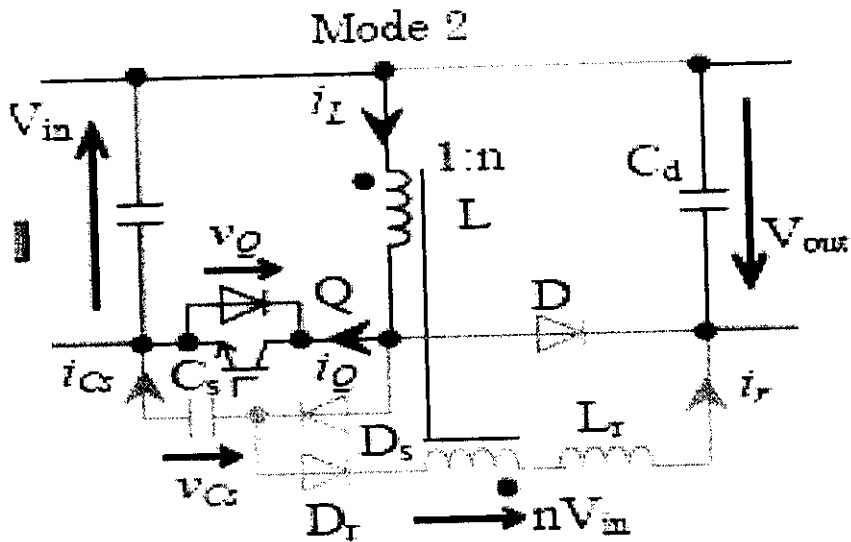 Mode 2
V_in
i_L
1:n
L
C_d
V_out
v_Q
Q
D
i_Cs
C_s
i_Q
i_r
D_s
L_r
v_Cs
D_r
nV_in